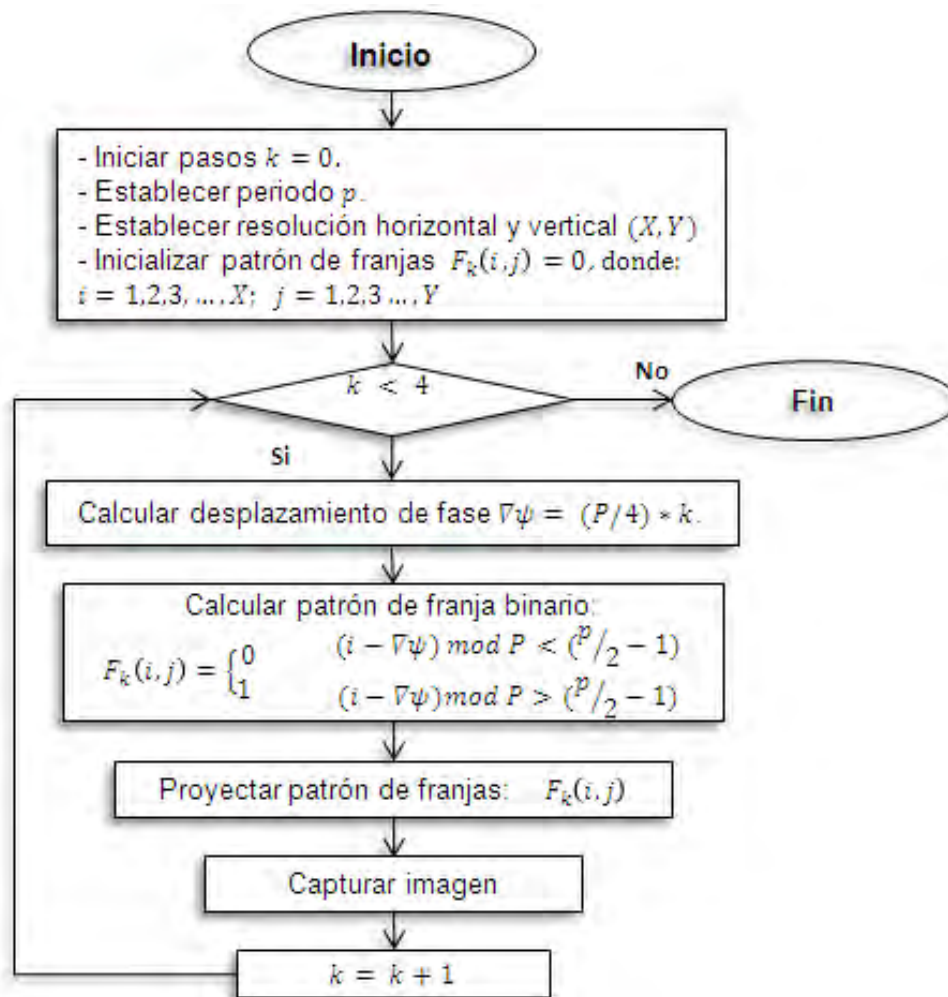 Inicio
- Iniciar pasos k = 0.
- Establecer periodo p.
- Establecer resolución horizontal y vertical (X, Y)
- Inicializar patrón de franjas F_k(i, j) = 0, donde:
i = 1,2,3, ... , X; j = 1,2,3 ... , Y
k < 4
No
Fin
Si
Calcular desplazamiento de fase ∇ψ = (P/4) * k.
Calcular patrón de franja binario:
F_k(i, j) = {0 (i − ∇ψ) mod P < (p/2 − 1)
1 (i − ∇ψ)mod P > (p/2 − 1)
Proyectar patrón de franjas: F_k(i, j)
Capturar imagen
k = k + 1